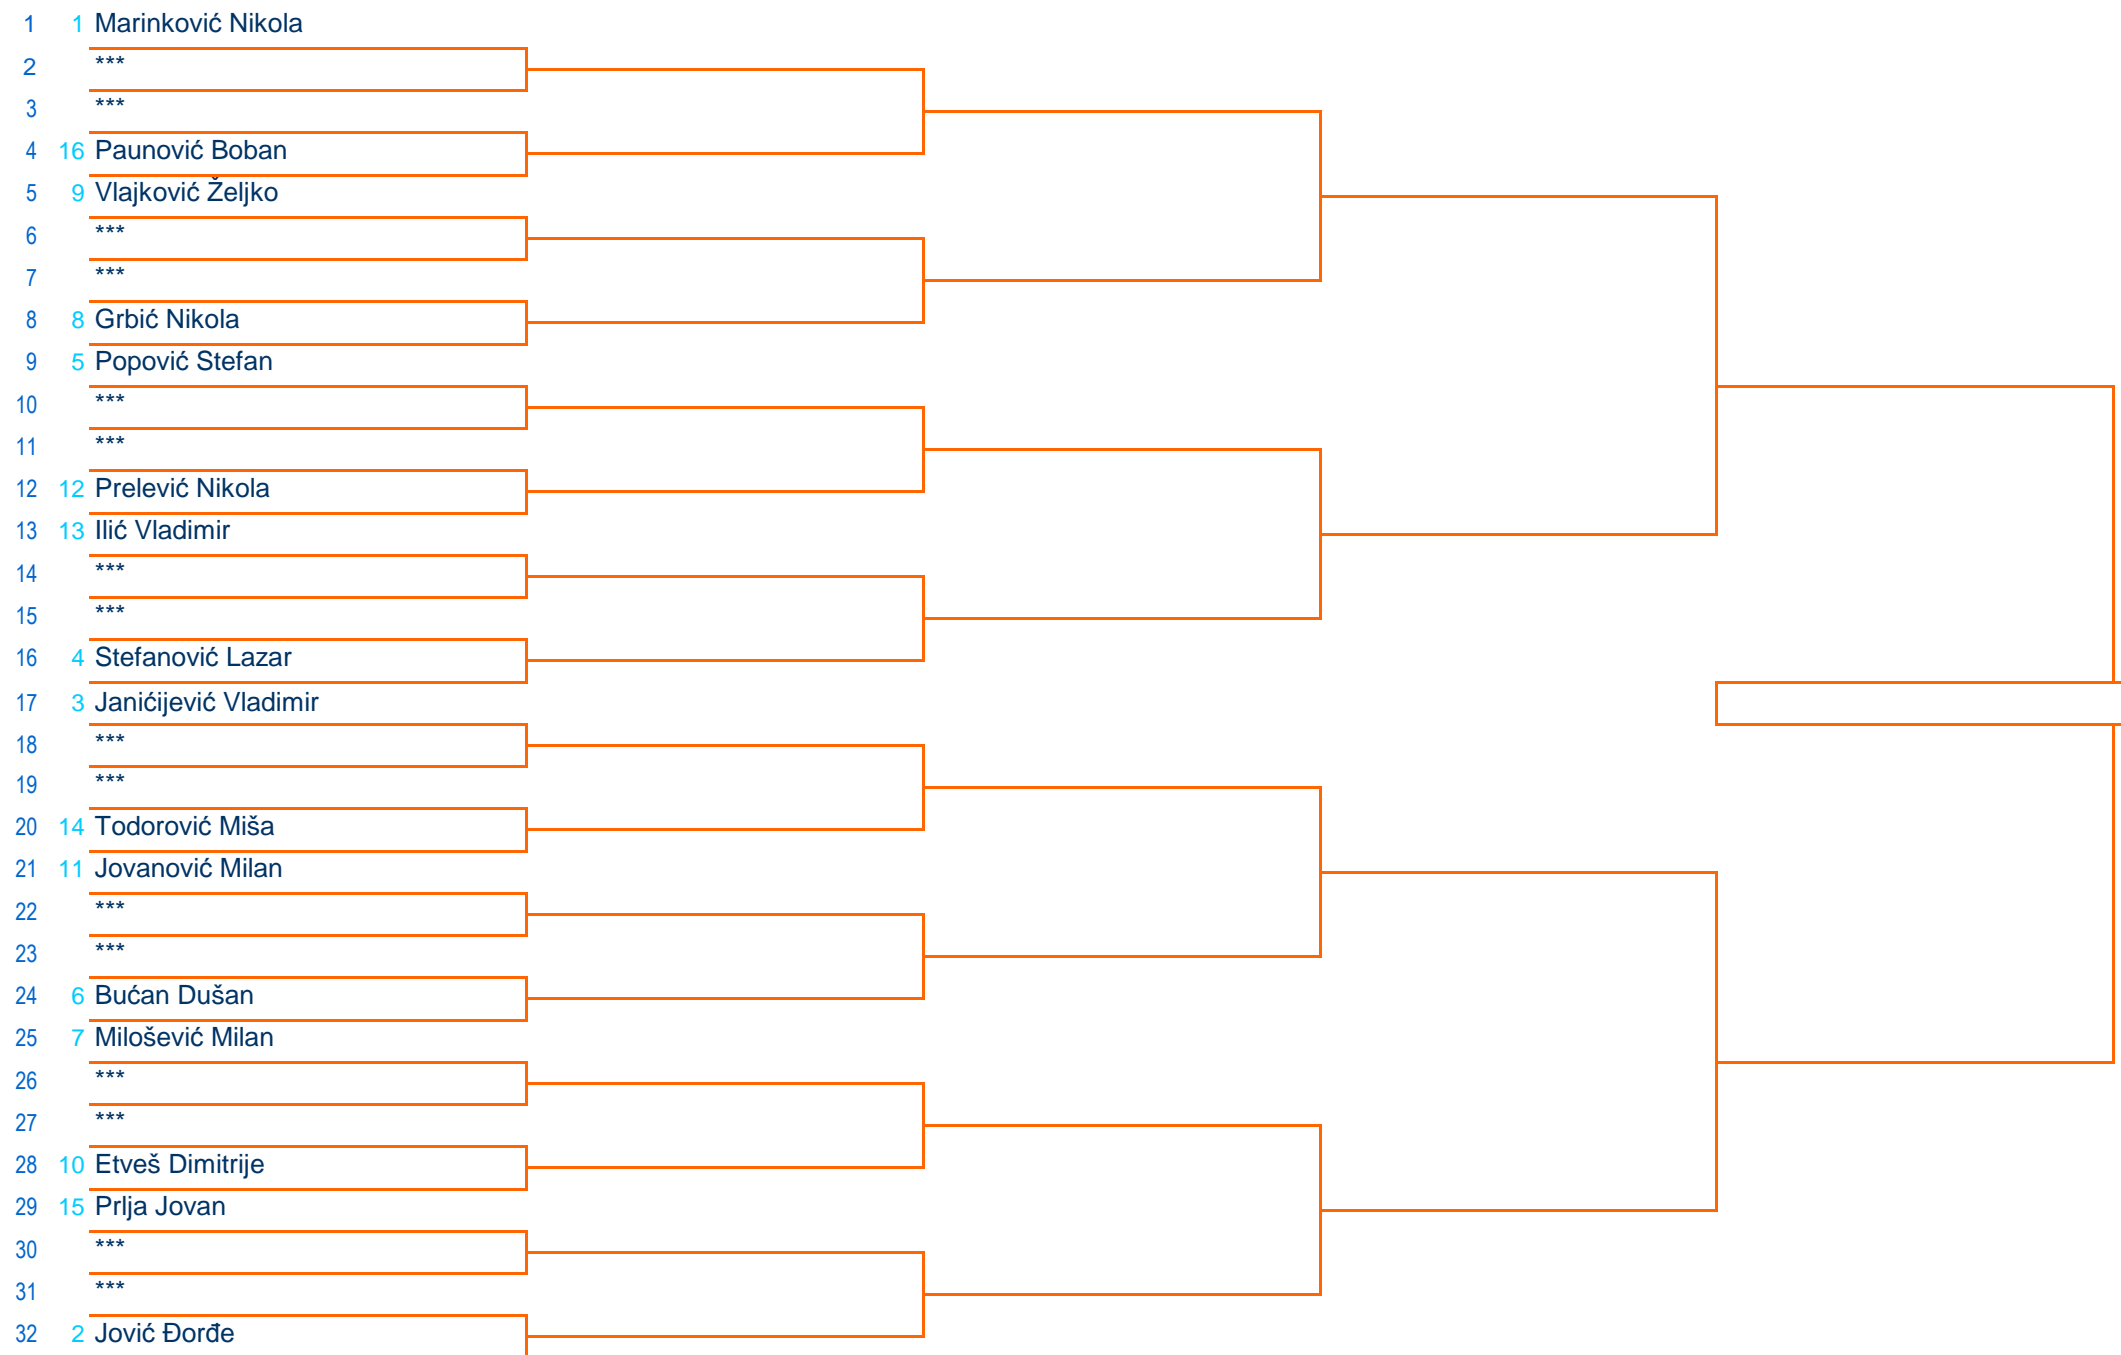 1 1 Marinković Nikola
2 ***
3 ***
4 16 Paunović Boban
5 9 Vlajković Željko
6 ***
7 ***
8 8 Grbić Nikola
9 5 Popović Stefan
10 ***
11 ***
12 12 Prelević Nikola
13 13 Ilić Vladimir
14 ***
15 ***
16 4 Stefanović Lazar
17 3 Janićijević Vladimir
18 ***
19 ***
20 14 Todorović Miša
21 11 Jovanović Milan
22 ***
23 ***
24 6 Bućan Dušan
25 7 Milošević Milan
26 ***
27 ***
28 10 Etveš Dimitrije
29 15 Prlja Jovan
30 ***
31 ***
32 2 Jović Đorđe